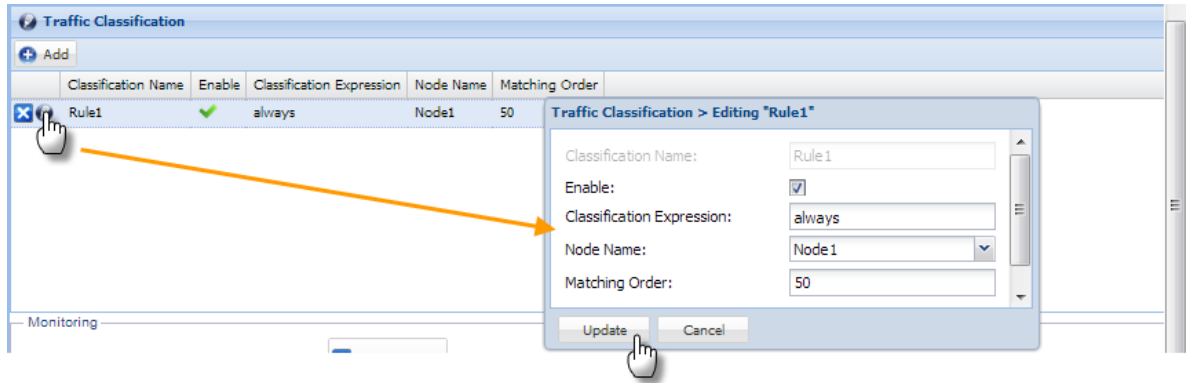 Traffic Classification
Add
Classification Name Enable Classification Expression Node Name Matching Order
Rule1 always Node1 50
Traffic Classification > Editing "Rule1"
Classification Name: Rule1
Enable:
Classification Expression: always
Node Name: Node1
Matching Order: 50
Update Cancel
Monitoring